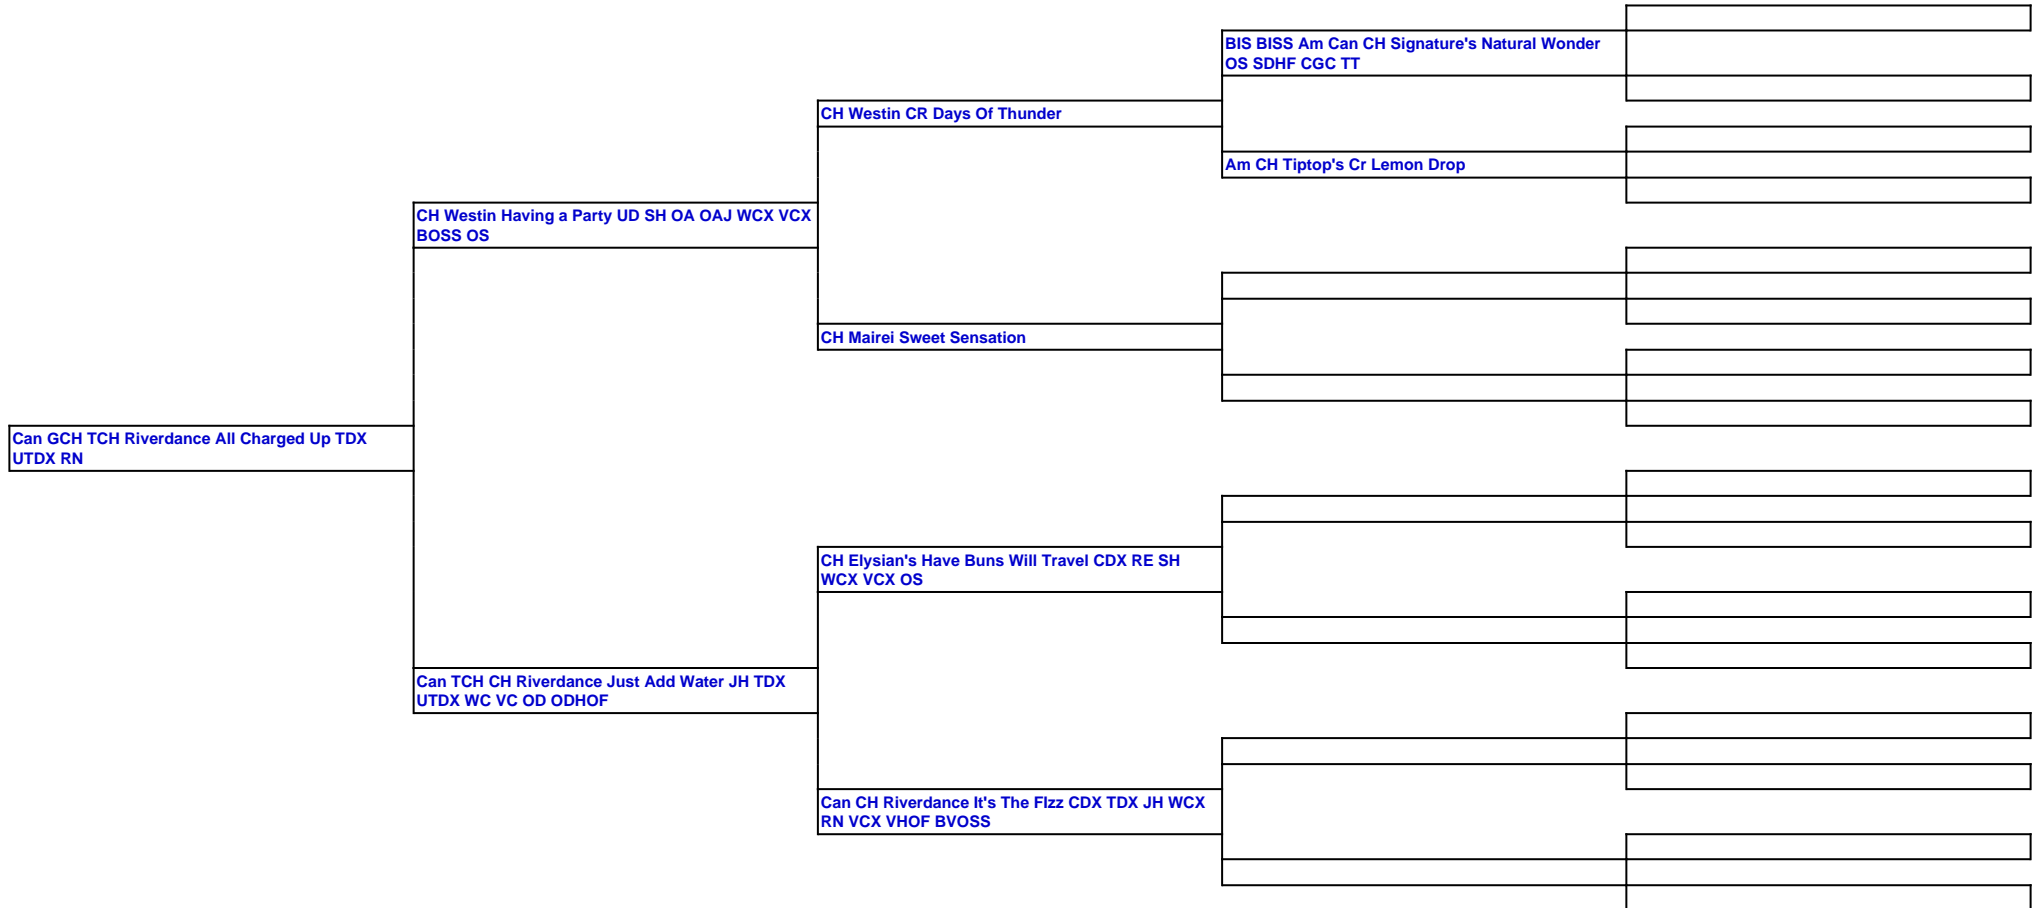 BIS BISS Am Can CH Signature's Natural Wonder
OS SDHF CGC TT
CH Westin CR Days Of Thunder
Am CH Tiptop's Cr Lemon Drop
CH Westin Having a Party UD SH OA OAJ WCX VCX
BOSS OS
CH Mairei Sweet Sensation
Can GCH TCH Riverdance All Charged Up TDX
UTDX RN
CH Elysian's Have Buns Will Travel CDX RE SH
WCX VCX OS
Can TCH CH Riverdance Just Add Water JH TDX
UTDX WC VC OD ODHOF
Can CH Riverdance It's The FIzz CDX TDX JH WCX
RN VCX VHOF BVOSS